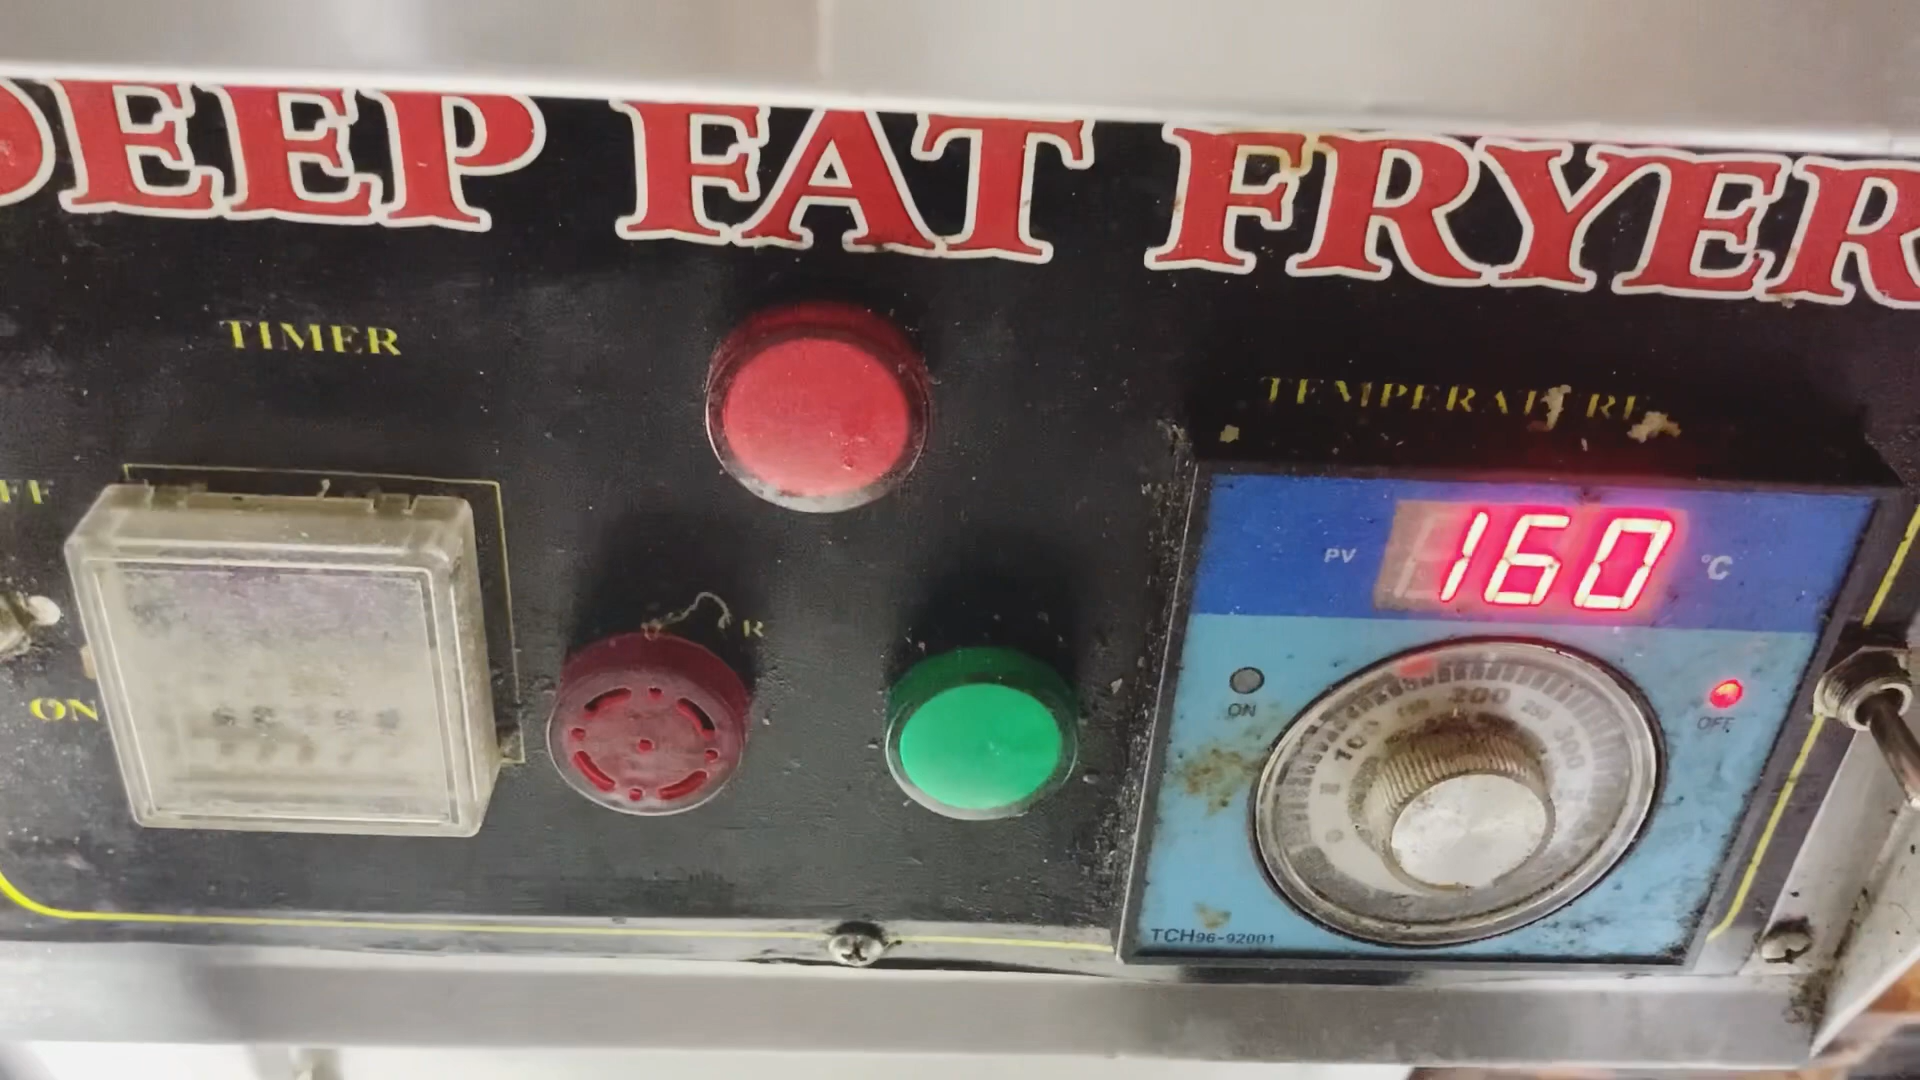 DEEP FAT FRYER
TIMER
TEMPERATURE
160
PV
°C
ON
ON
OFF
200
300
TCH96-92001